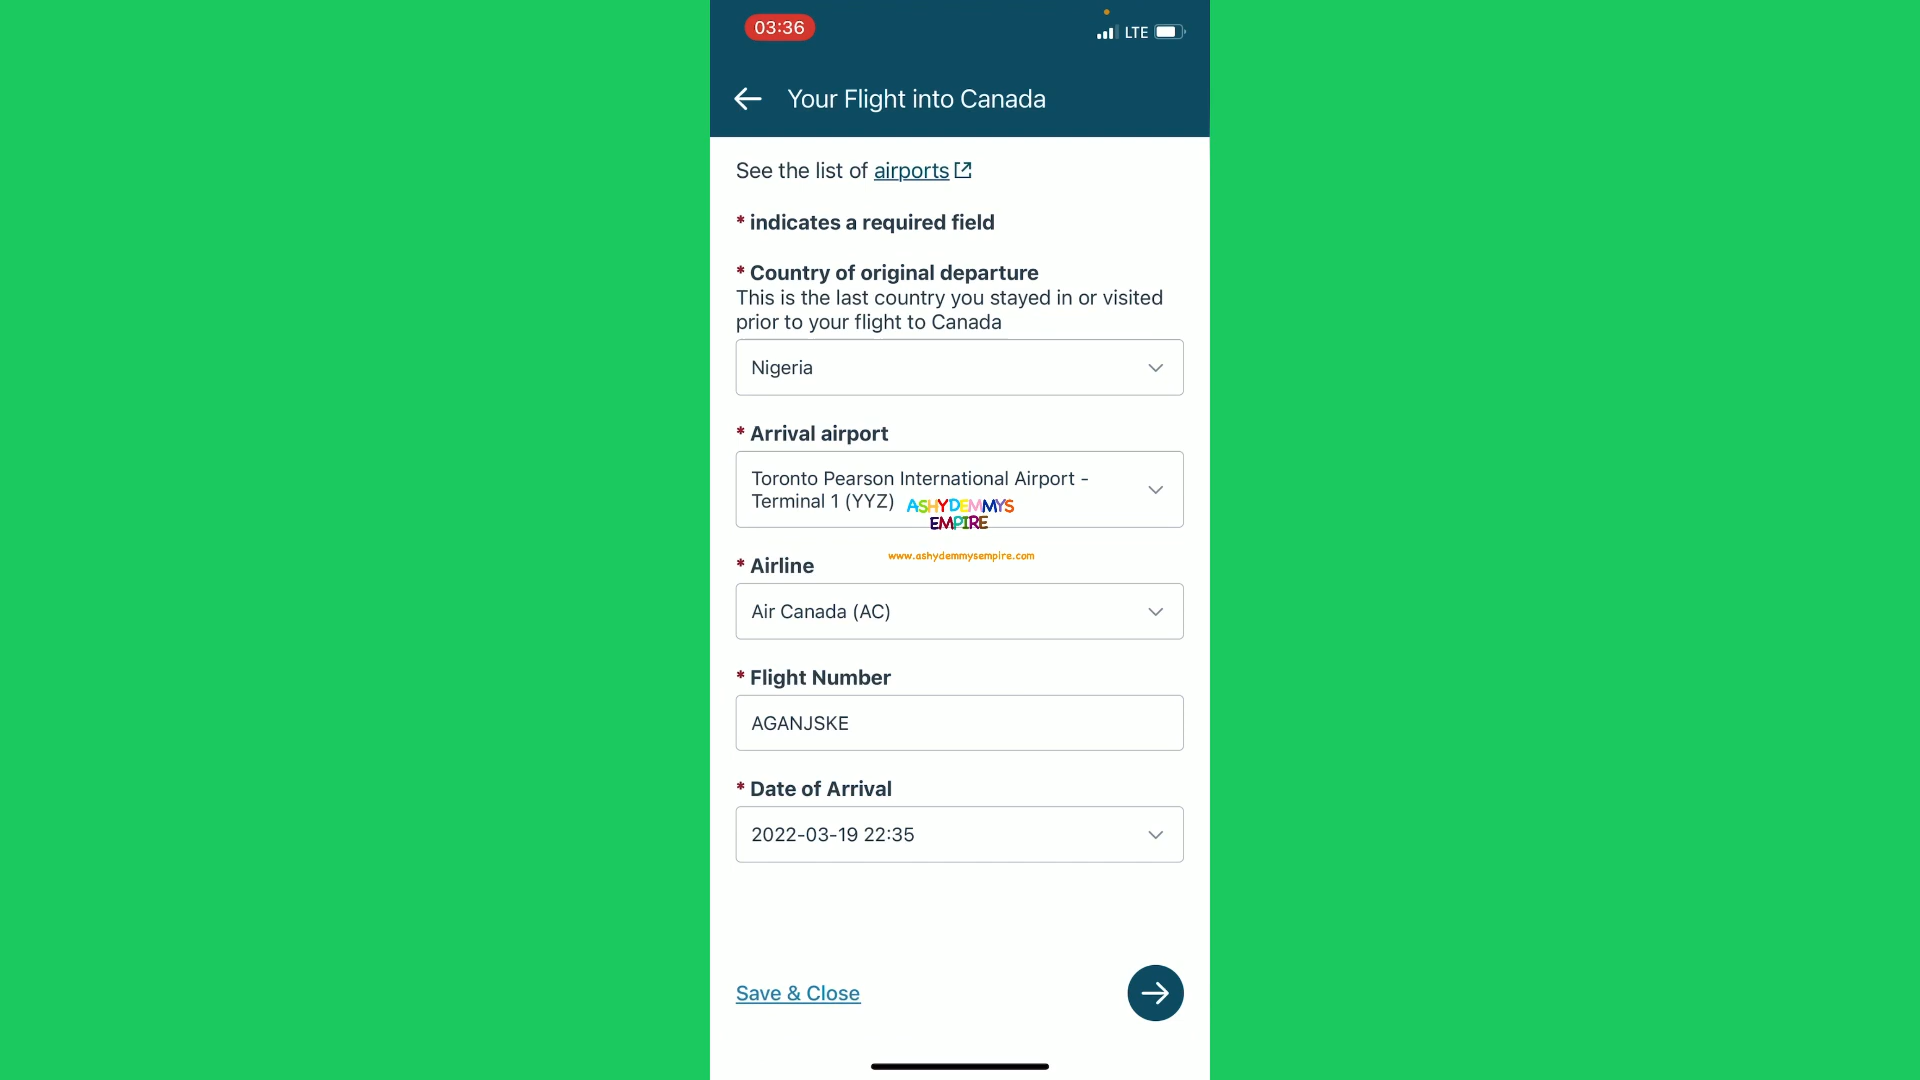 03:36
LTE
Your Flight into Canada
See the list of airports
* indicates a required field
* Country of original departure
This is the last country you stayed in or visited
prior to your flight to Canada
Nigeria
* Arrival airport
Toronto Pearson International Airport -
Terminal 1 (YYZ)
ASHYDEMMYS
EMPIRE
www.ashydemmysempire.com
* Airline
Air Canada (AC)
* Flight Number
AGANJSKE
* Date of Arrival
2022-03-19 22:35
Save & Close